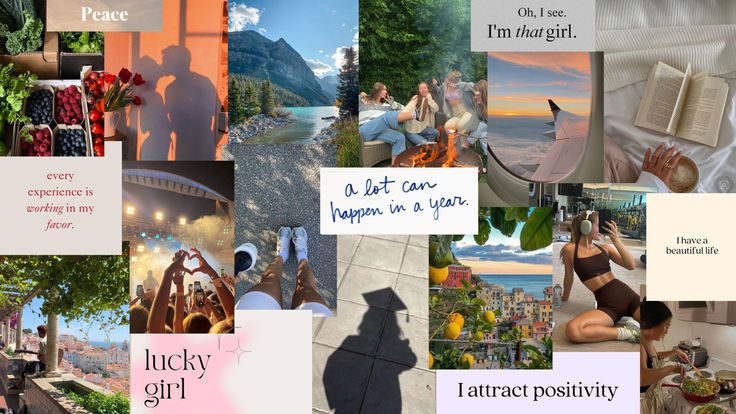 Peace
Oh, I see.
I'm that girl.
every
experience is
working in my
favor.
a lot can
happen in a year.
I have a
beautiful life
lucky
girl
I attract positivity